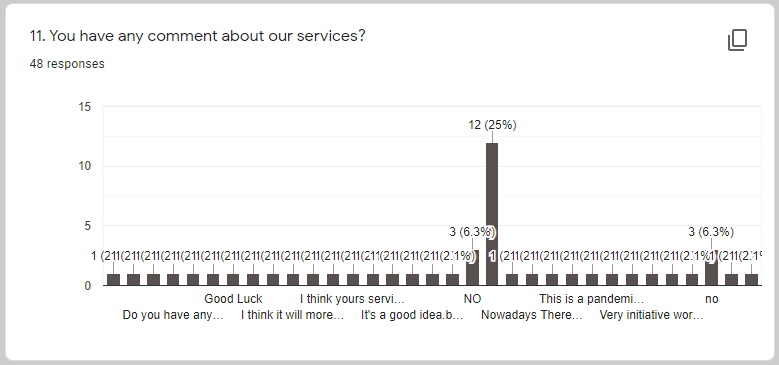 11. You have any comment about our services?
48 responses
15
12 (25%)
10
5
3 (6.3%)
3 (6.3%)
0
Good Luck
I think yours servi…
NO
This is a pandemi…
no
Do you have any…
I think it will more…
It's a good idea.b…
Nowadays There…
Very initiative wor…